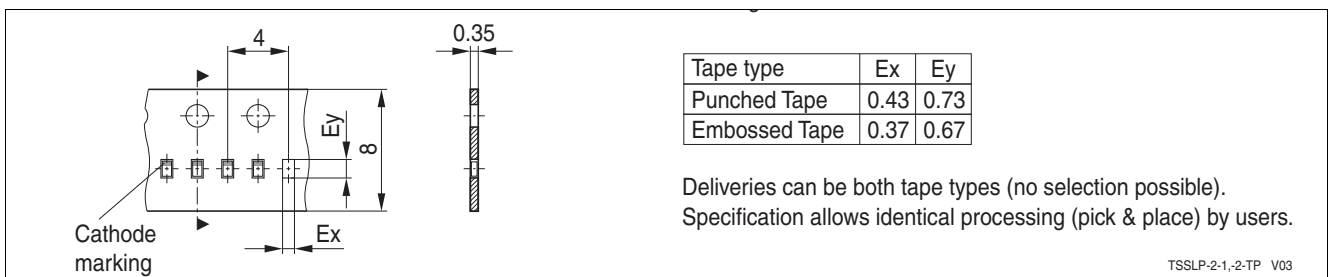 4
0.35
Ey
8
Ex
Cathode
marking
Tape type Ex Ey
Punched Tape 0.43 0.73
Embossed Tape 0.37 0.67
Deliveries can be both tape types (no selection possible).
Specification allows identical processing (pick & place) by users.
TSSLP-2-1,-2-TP V03